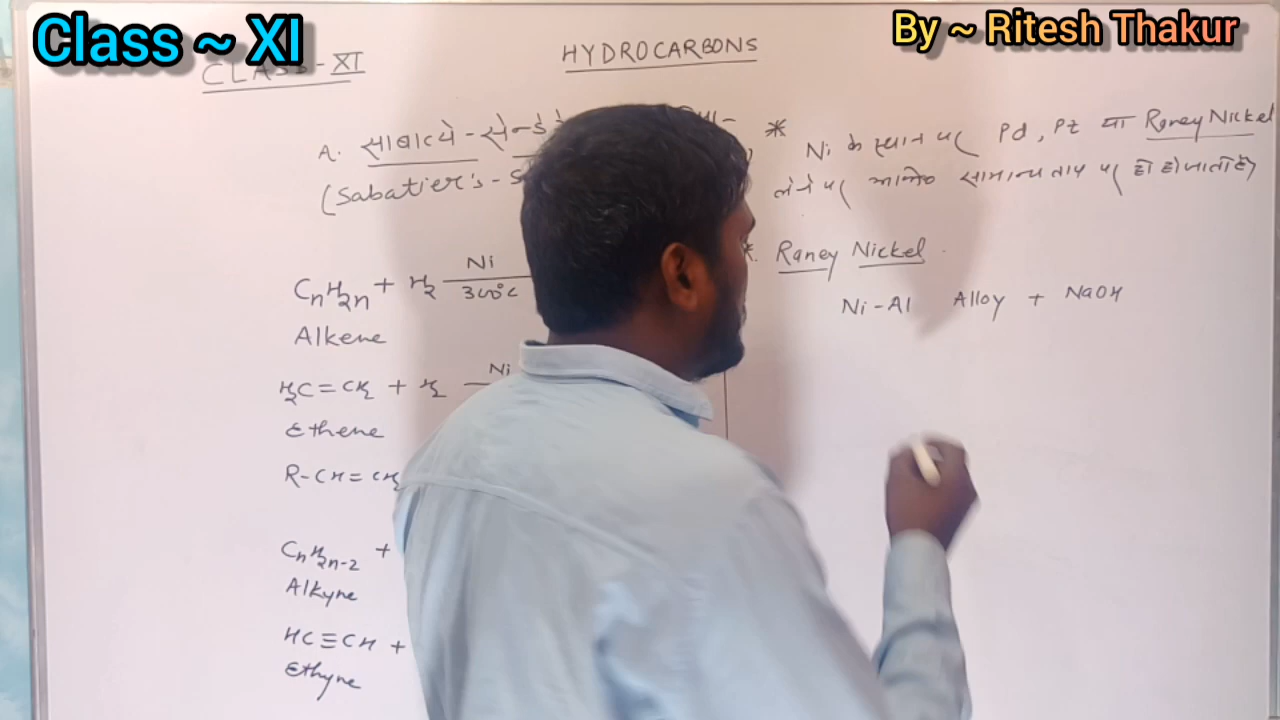 Class ~ XI
By ~ Ritesh Thakur
CLASS-XI
HYDROCARBONS
A. साबात्ये - सेन्डे
(Sabatier's - S
CnH2n + H2 Ni 300°C
Alkene
H2C=CH2 + H2 Ni
Ethene
R-CH=CH2
CnH2n-2 +
Alkyne
HC≡CH +
Ethyne
* Ni के स्थान पर Pd, Pt या Raney Nickel
लेने पर सामान्य ताप पर ही हो जाती है
*. Raney Nickel.
Ni-Al Alloy + NaOH